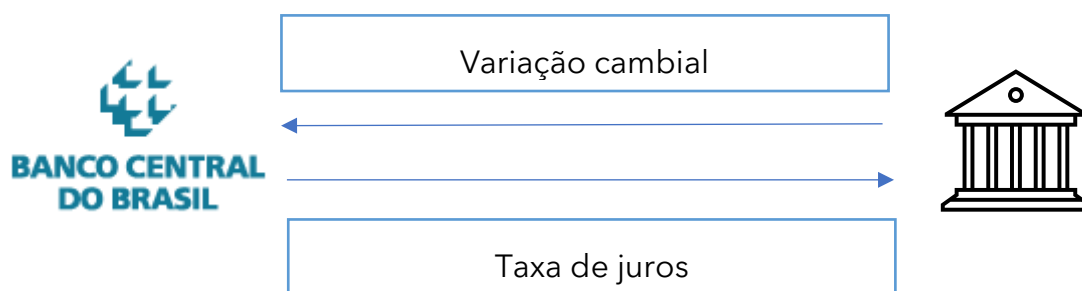 Variação cambial
BANCO CENTRAL
DO BRASIL
Taxa de juros